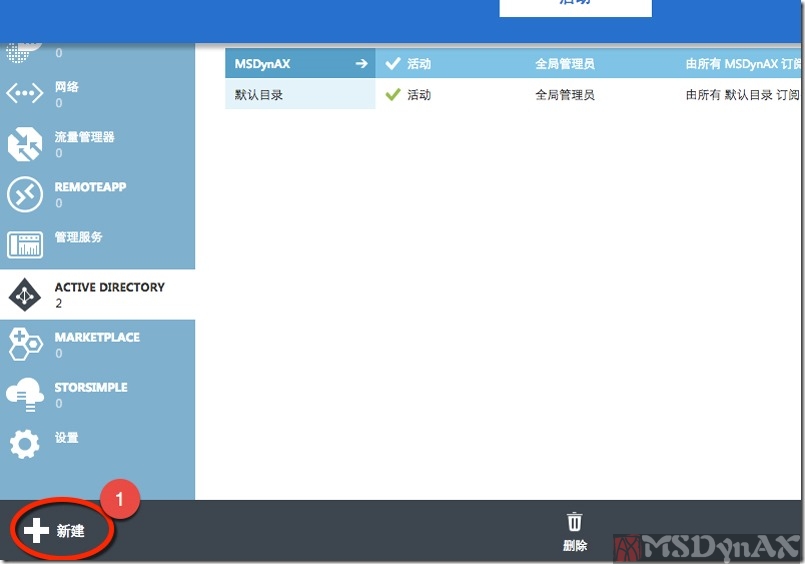 活动
0
网络
0
流量管理器
0
REMOTEAPP
0
管理服务
ACTIVE DIRECTORY
2
MARKETPLACE
0
STORSIMPLE
0
设置
MSDynAX 活动 全局管理员 由所有 MSDynAX 订阅
默认目录 活动 全局管理员 由所有 默认目录 订阅
1
新建
删除
MSDynAX